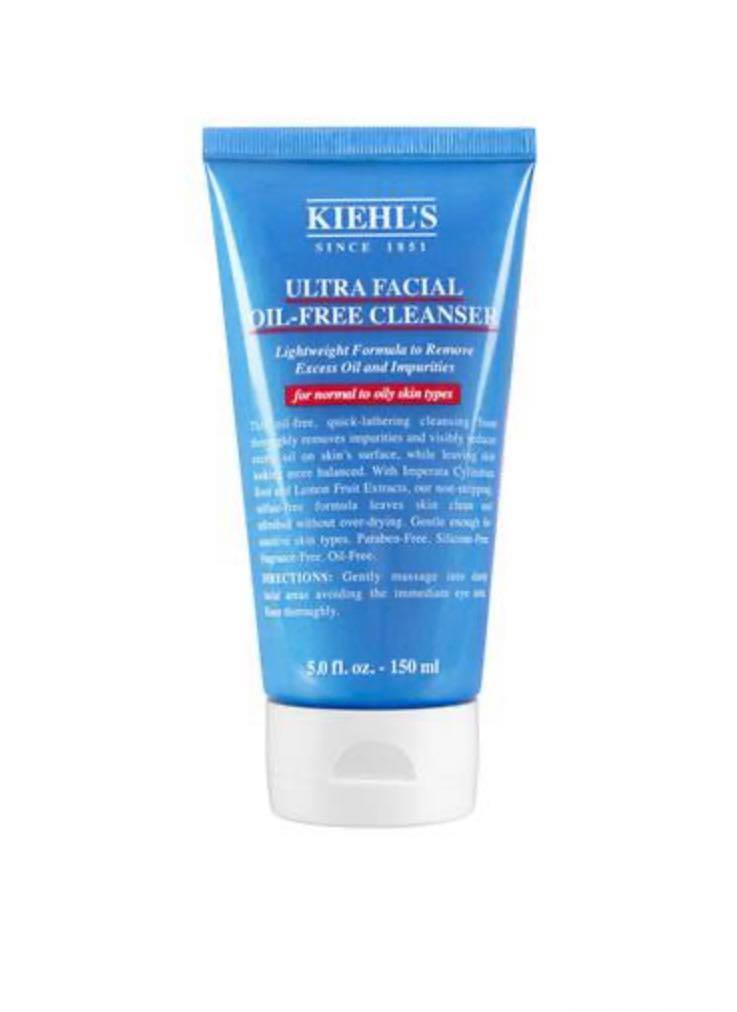 KIEHL'S
SINCE 1851
ULTRA FACIAL
OIL-FREE CLEANSER
Lightweight Formula to Remove
Excess Oil and Impurities
for normal to oily skin types
oil-free, quick-lathering cleansing
removes impurities and visibly
oil on skin's surface, while leaving skin
more balanced. With Imperata
and Lemon Fruit Extracts, our
formula leaves skin clean
without over-drying. Gentle enough
skin types. Paraben-Free.
Oil-Free.
DIRECTIONS: Gently massage into
areas avoiding the immediate eye
thoroughly.
5.0 fl. oz. - 150 ml